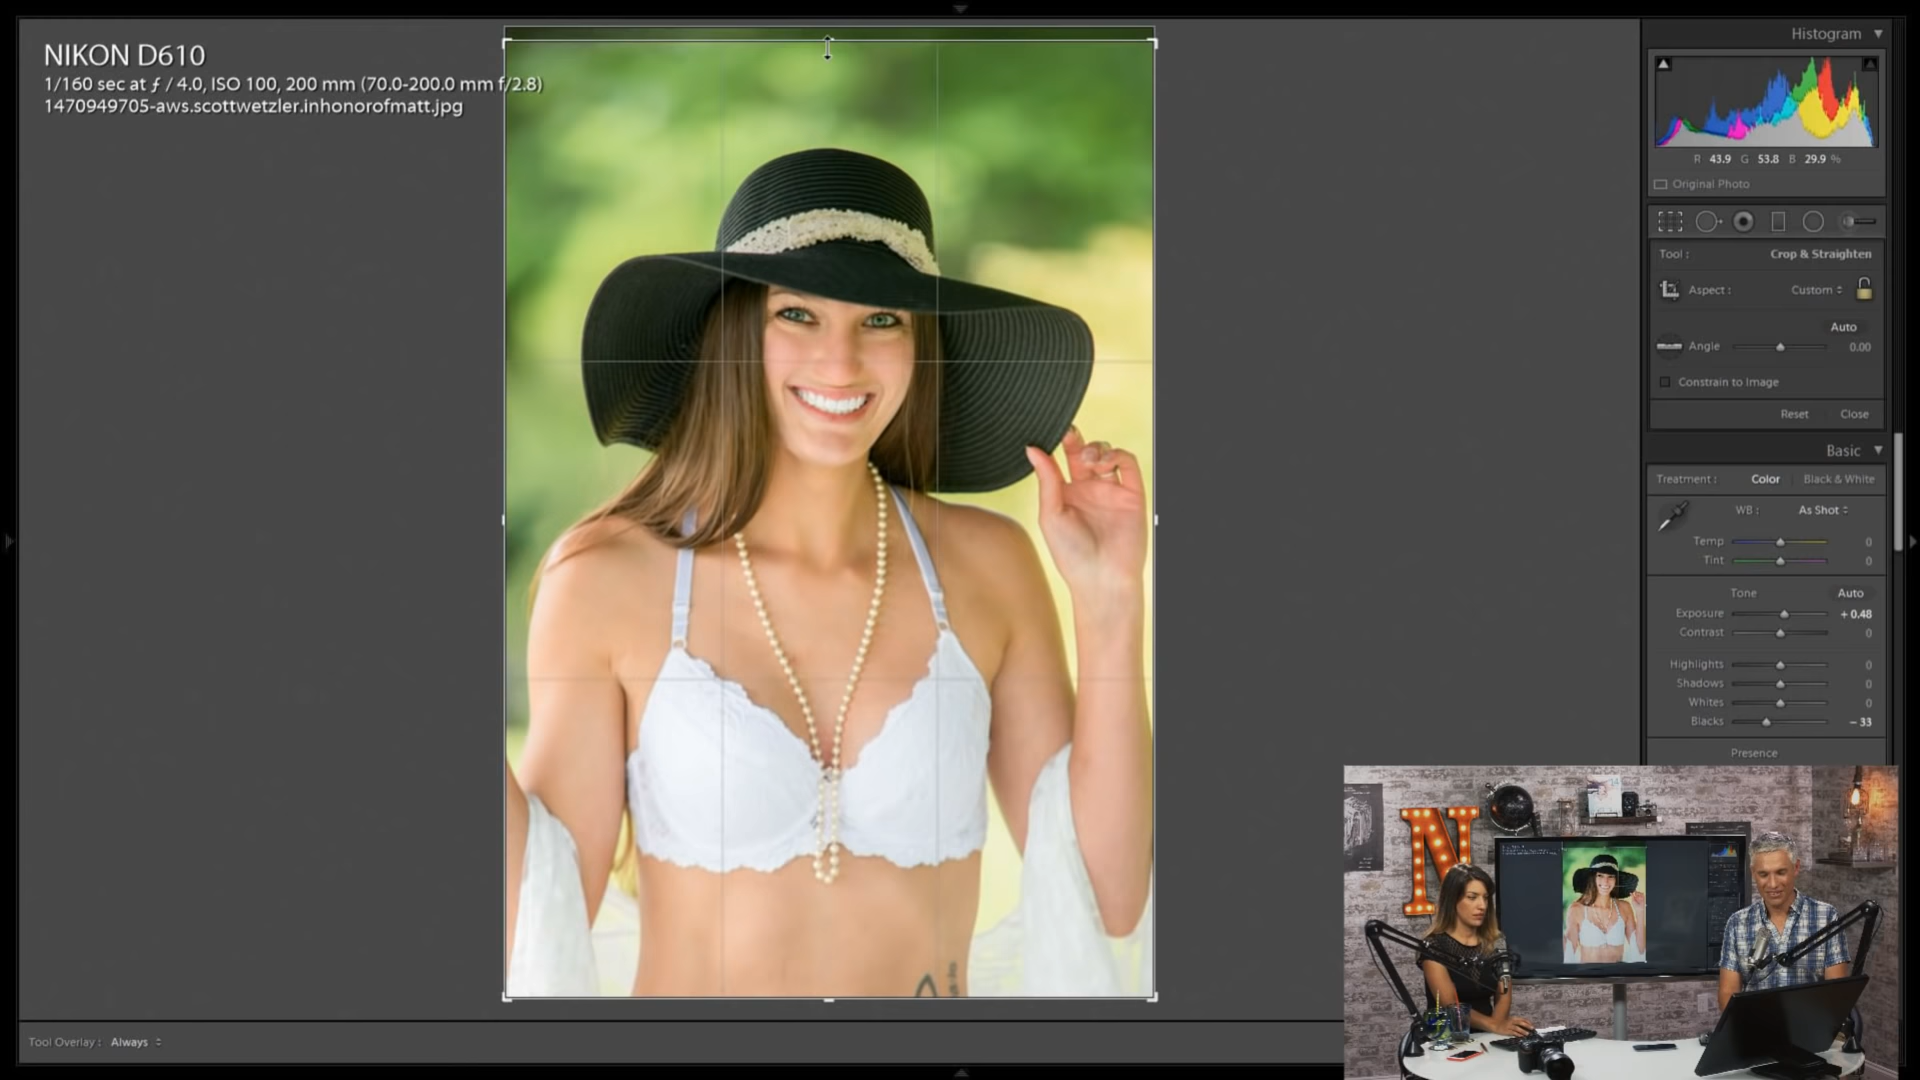 NIKON D610
1/160 sec at ƒ / 4.0, ISO 100, 200 mm (70.0-200.0 mm f/2.8)
1470949705-aws.scottwetzler.inhonorofmatt.jpg
Histogram
R 43.9 G 53.8 B 29.9 %
Original Photo
Tool : Crop & Straighten
Aspect : Custom
Auto
Angle 0.00
Constrain to Image
Reset Close
Basic
Treatment : Color Black & White
WB : As Shot
Temp 0
Tint 0
Tone Auto
Exposure + 0.48
Contrast 0
Highlights 0
Shadows 0
Whites 0
Blacks – 33
Presence
N
Tool Overlay : Always